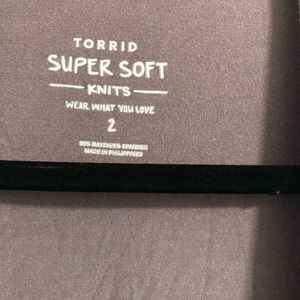 TORRID
SUPER SOFT
KNITS
WEAR WHAT YOU LOVE
2
95% RAYON/5% SPANDEX
MADE IN PHILIPPINES